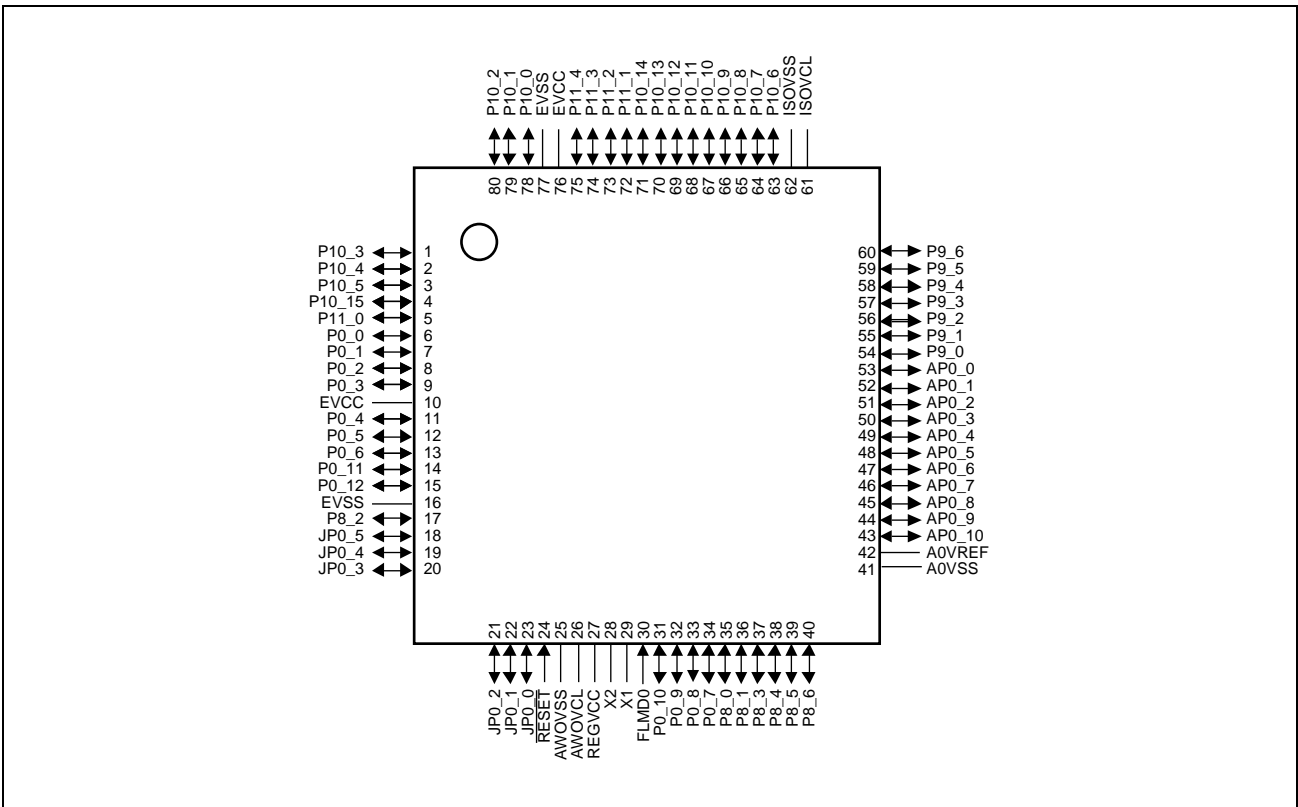 P10_2
P10_1
P10_0
EVSS
EVCC
P11_4
P11_3
P11_2
P11_1
P10_14
P10_13
P10_12
P10_11
P10_10
P10_9
P10_8
P10_7
P10_6
ISOVSS
ISOVCL
80
79
78
77
76
75
74
73
72
71
70
69
68
67
66
65
64
63
62
61
P10_3 1
P10_4 2
P10_5 3
P10_15 4
P11_0 5
P0_0 6
P0_1 7
P0_2 8
P0_3 9
EVCC 10
P0_4 11
P0_5 12
P0_6 13
P0_11 14
P0_12 15
EVSS 16
P8_2 17
JP0_5 18
JP0_4 19
JP0_3 20
60 P9_6
59 P9_5
58 P9_4
57 P9_3
56 P9_2
55 P9_1
54 P9_0
53 AP0_0
52 AP0_1
51 AP0_2
50 AP0_3
49 AP0_4
48 AP0_5
47 AP0_6
46 AP0_7
45 AP0_8
44 AP0_9
43 AP0_10
42 A0VREF
41 A0VSS
21
22
23
24
25
26
27
28
29
30
31
32
33
34
35
36
37
38
39
40
JP0_2
JP0_1
JP0_0
RESET
AWOVSS
AWOVCL
REGVCC
X2
X1
FLMD0
P0_10
P0_9
P0_8
P0_7
P8_0
P8_1
P8_3
P8_4
P8_5
P8_6